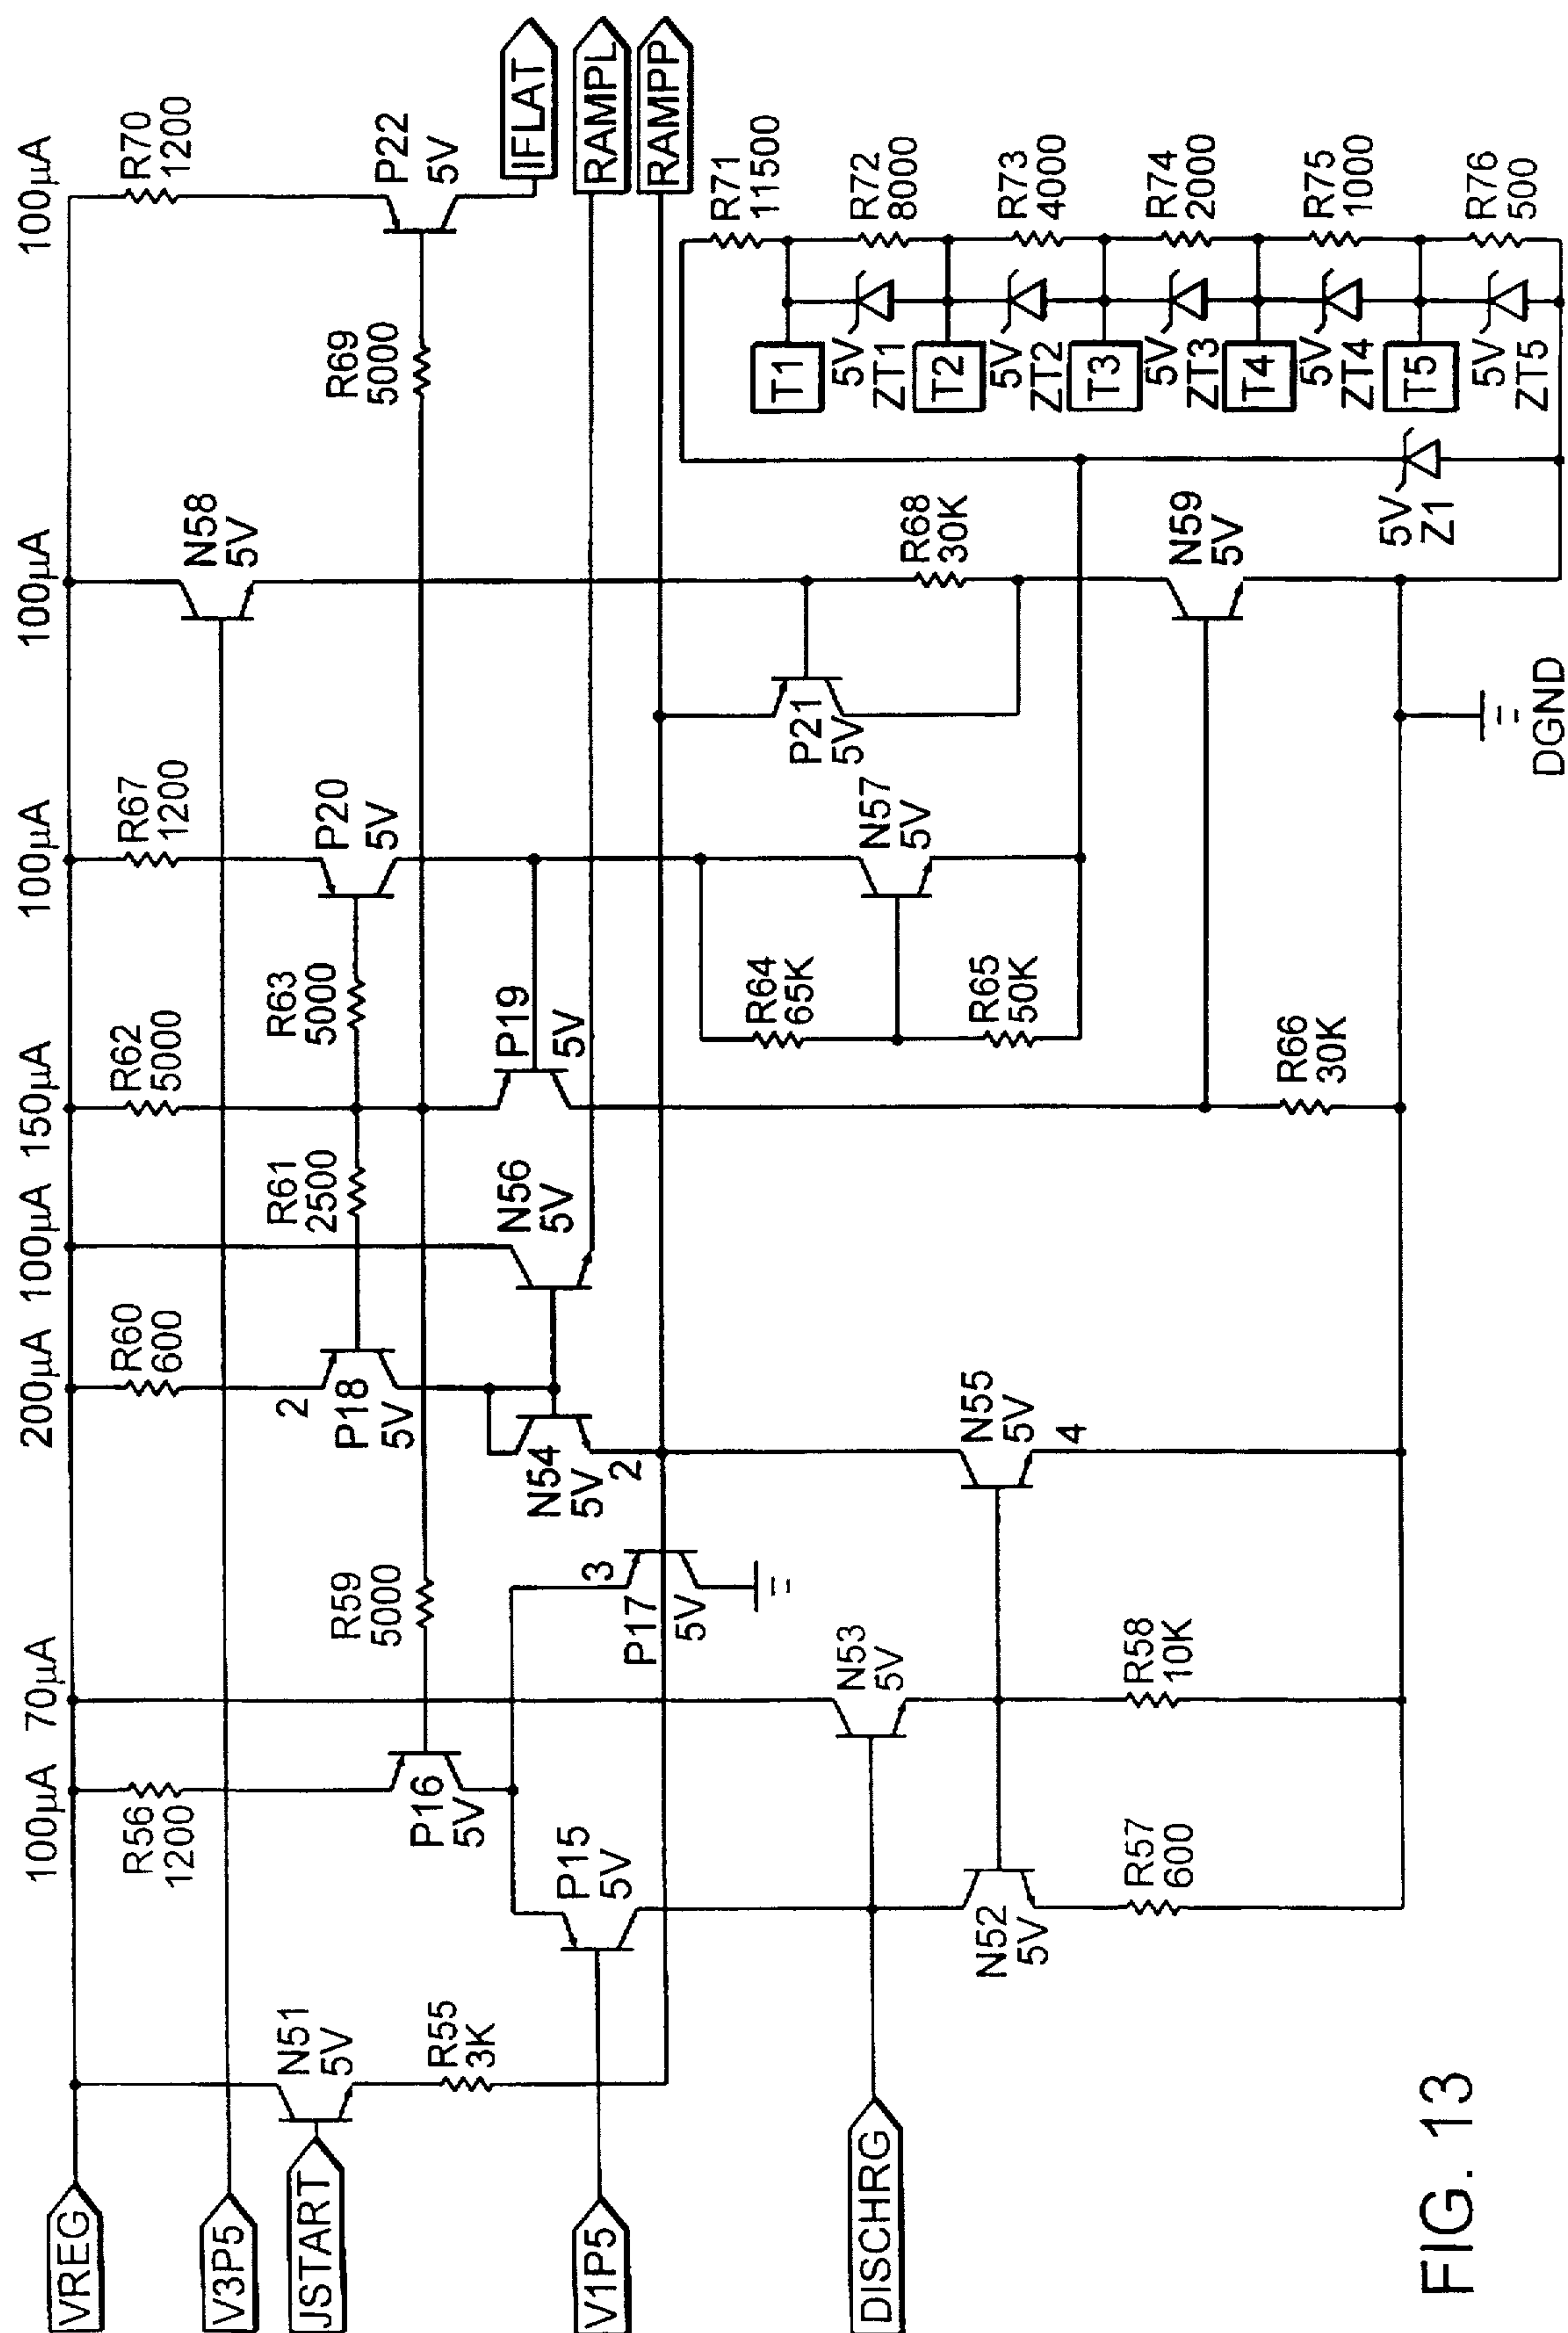 100μA
70μA
200μA
100μA
150μA
100μA
100μA
100μA
VREG
V3P5
JSTART
V1P5
DISCHRG
N51
5V
R55
3K
R56
1200
P16
5V
P15
5V
N52
5V
R57
600
N53
5V
R58
10K
R59
5000
3
P17
5V
R60
600
2
P18
5V
N54
5V
2
N55
5V
4
R61
2500
N56
5V
R62
5000
R63
5000
P19
5V
R64
65K
R65
50K
R66
30K
R67
1200
P20
5V
N57
5V
P21
5V
N58
5V
R68
30K
N59
5V
DGND
R69
5000
R70
1200
P22
5V
IFLAT
RAMPL
RAMPP
R71
11500
R72
8000
R73
4000
R74
2000
R75
1000
R76
500
T1
5V
ZT1
T2
5V
ZT2
T3
5V
ZT3
T4
5V
ZT4
T5
5V
ZT5
5V
Z1
FIG. 13